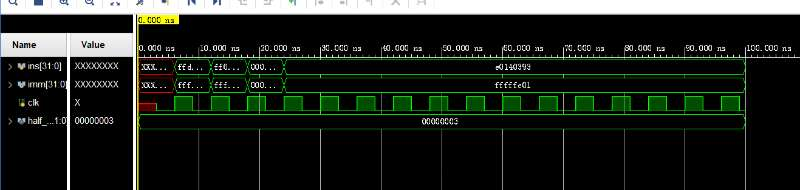 0.000 ns
Name Value
0.000 ns 10.000 ns 20.000 ns 30.000 ns 40.000 ns 50.000 ns 60.000 ns 70.000 ns 80.000 ns 90.000 ns 100.000 ns
ins[31:0] XXXXXXXX XXX... ffd... ff0... 000... e0140393
imm[31:0] XXXXXXXX XXX... fff... fff... 000... fffffe01
clk X
half_...1:0] 00000003 00000003